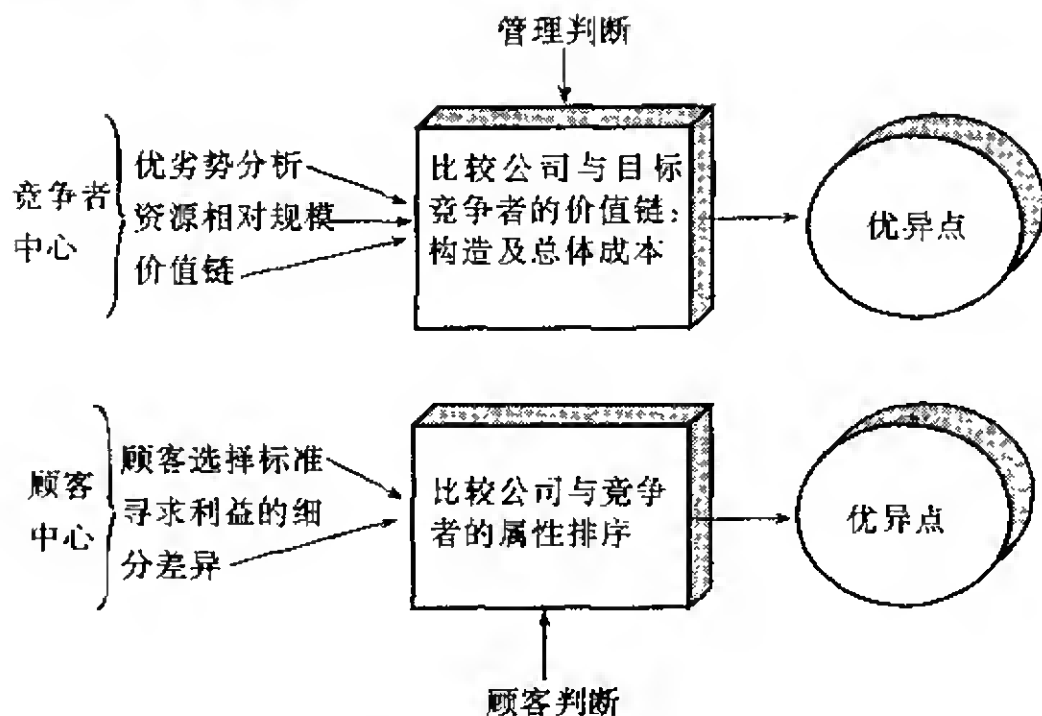 管理判断
竞争者
中心
优劣势分析
资源相对规模
价值链
比较公司与目标
竞争者的价值链：
构造及总体成本
优异点
顾客
中心
顾客选择标准
寻求利益的细
分差异
比较公司与竞争
者的属性排序
优异点
顾客判断